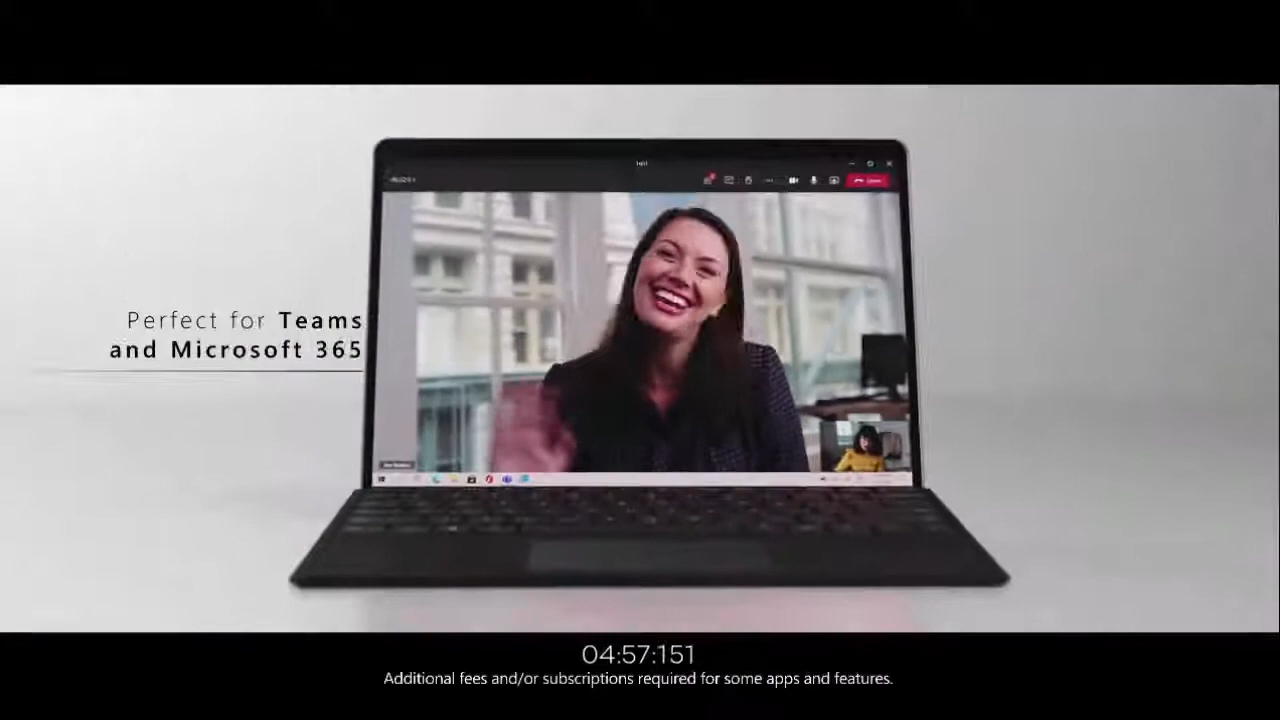 Perfect for Teams
and Microsoft 365
04:57:151
Additional fees and/or subscriptions required for some apps and features.